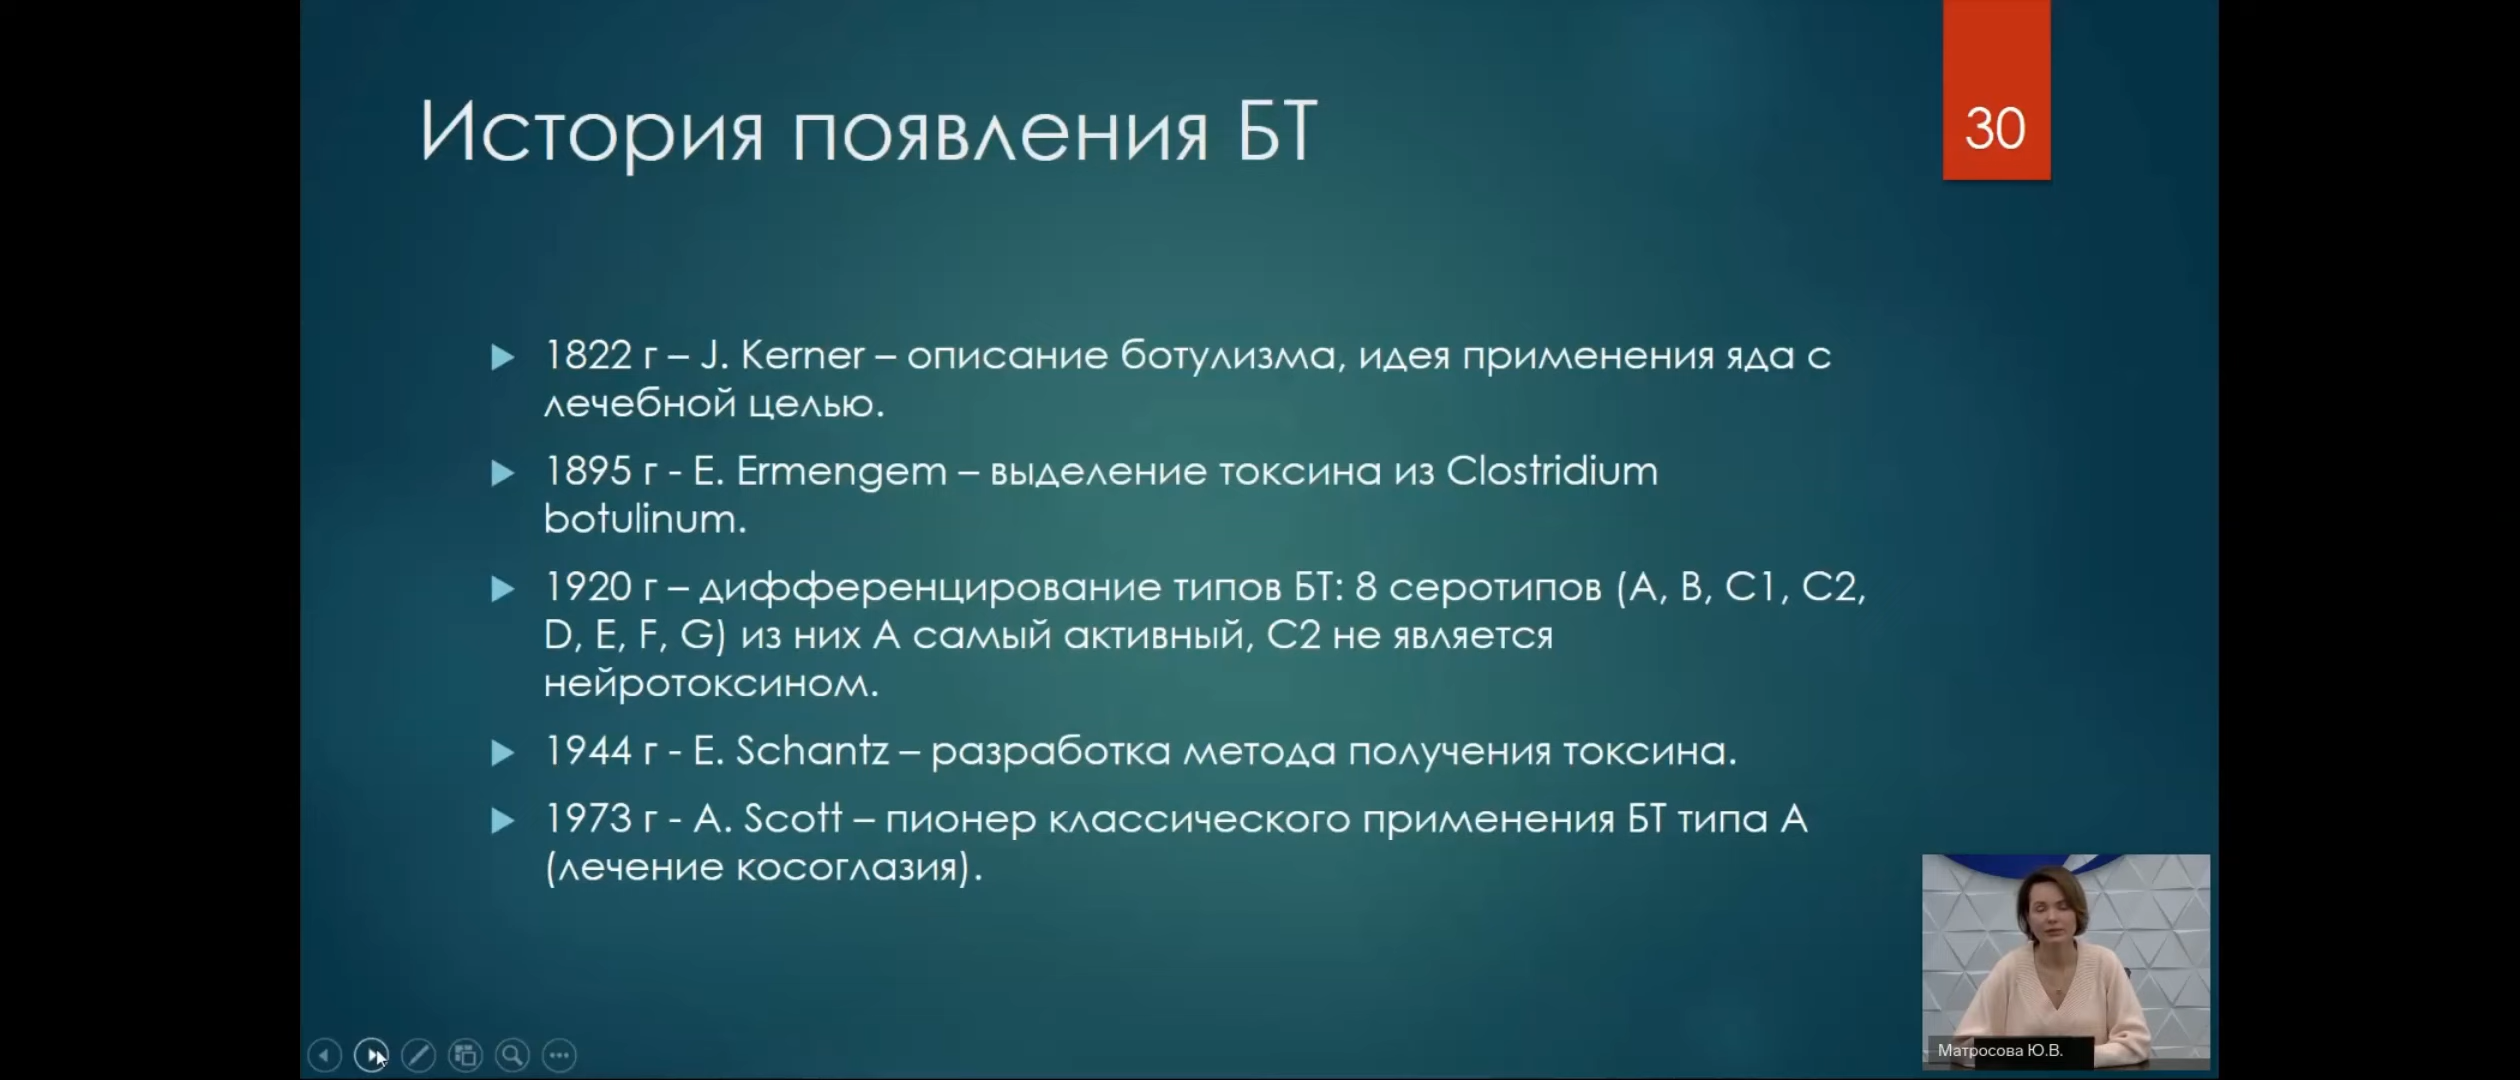 История появления БТ
30
1822 г – J. Kerner – описание ботулизма, идея применения яда с
лечебной целью.
1895 г - E. Ermengem – выделение токсина из Clostridium
botulinum.
1920 г – дифференцирование типов БТ: 8 серотипов (A, B, C1, C2,
D, E, F, G) из них А самый активный, С2 не является
нейротоксином.
1944 г - E. Schantz – разработка метода получения токсина.
1973 г - A. Scott – пионер классического применения БТ типа А
(лечение косоглазия).
Матросова Ю.В.